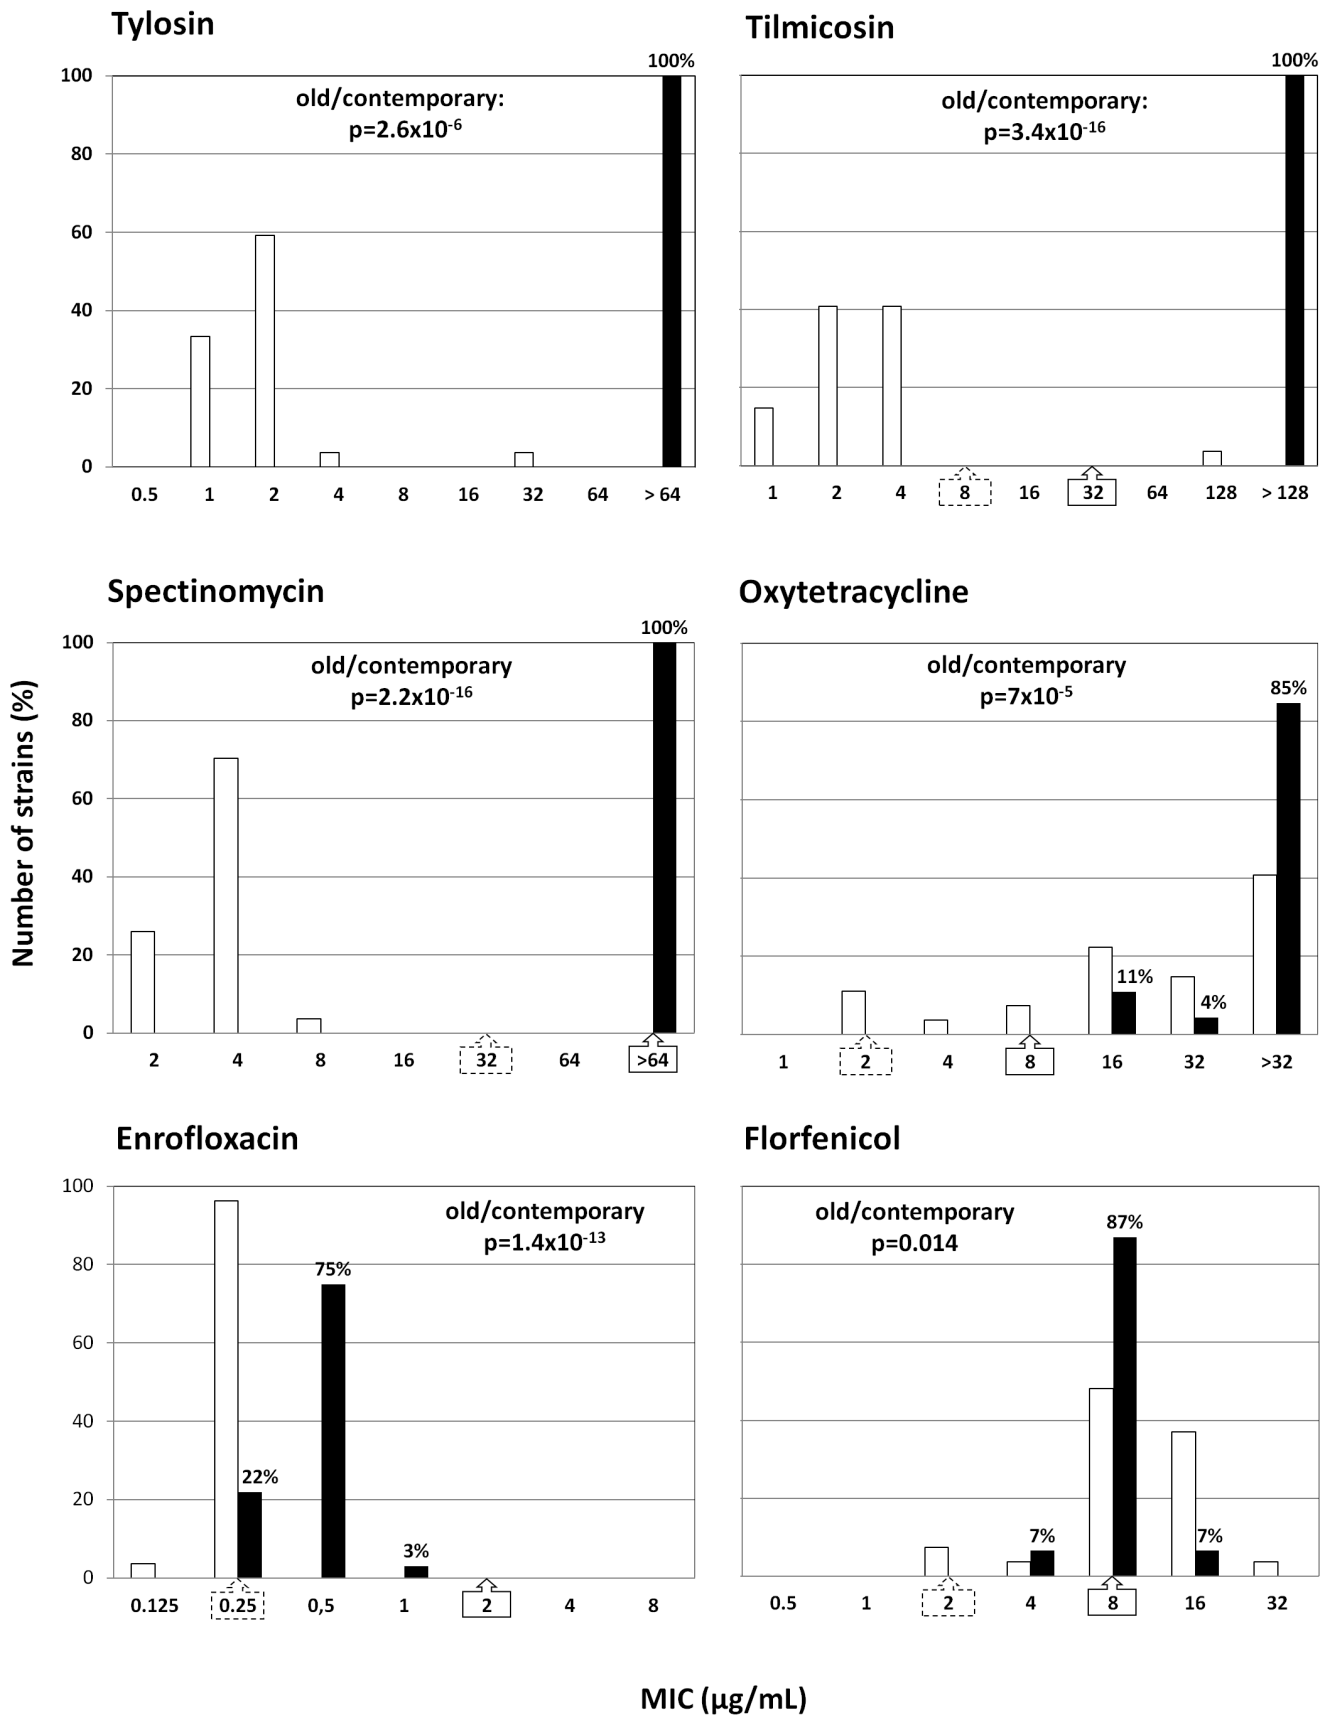 Tylosin
100%
100
80
60
40
20
0
old/contemporary:
p=2.6x10-6
0.5 1 2 4 8 16 32 64 > 64
Tilmicosin
100%
old/contemporary:
p=3.4x10-16
1 2 4 8 16 32 64 128 > 128
Number of strains (%)
Spectinomycin
100%
100
80
60
40
20
0
old/contemporary
p=2.2x10-16
2 4 8 16 32 64 >64
Oxytetracycline
old/contemporary
p=7x10-5
85%
11%
4%
1 2 4 8 16 32 >32
Enrofloxacin
100
80
60
40
20
0
old/contemporary
p=1.4x10-13
75%
22%
3%
0.125 0.25 0,5 1 2 4 8
Florfenicol
old/contemporary
p=0.014
87%
7%
7%
0.5 1 2 4 8 16 32
MIC (µg/mL)